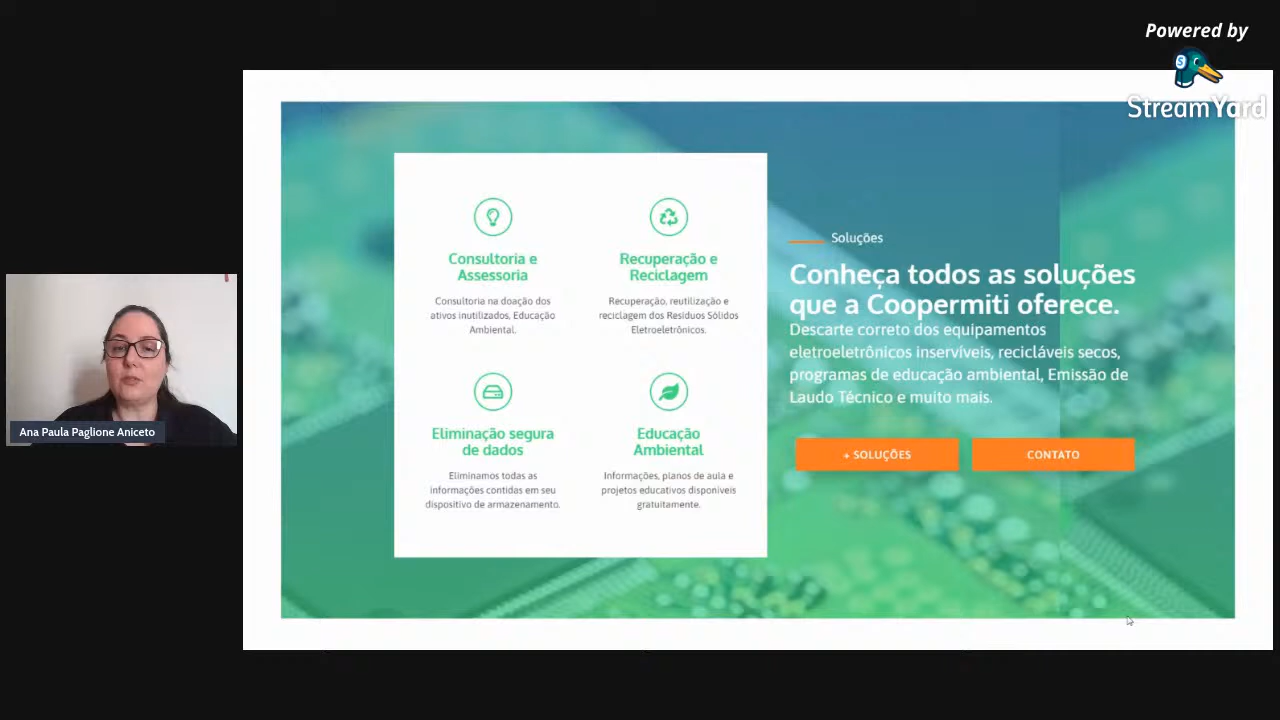 Powered by
StreamYard
Consultoria e
Assessoria
Consultoria na doação dos
ativos inutilizados, Educação
Ambiental.
Recuperação e
Reciclagem
Recuperação, reutilização e
reciclagem dos Resíduos Sólidos
Eletroeletrônicos.
Eliminação segura
de dados
Eliminamos todas as
informações contidas em seu
dispositivo de armazenamento.
Educação
Ambiental
Informações, planos de aula e
projetos educativos disponíveis
gratuitamente.
Soluções
Conheça todos as soluções
que a Coopermiti oferece.
Descarte correto dos equipamentos
eletroeletrônicos inservíveis, recicláveis secos,
programas de educação ambiental, Emissão de
Laudo Técnico e muito mais.
+ SOLUÇÕES
CONTATO
Ana Paula Paglione Aniceto